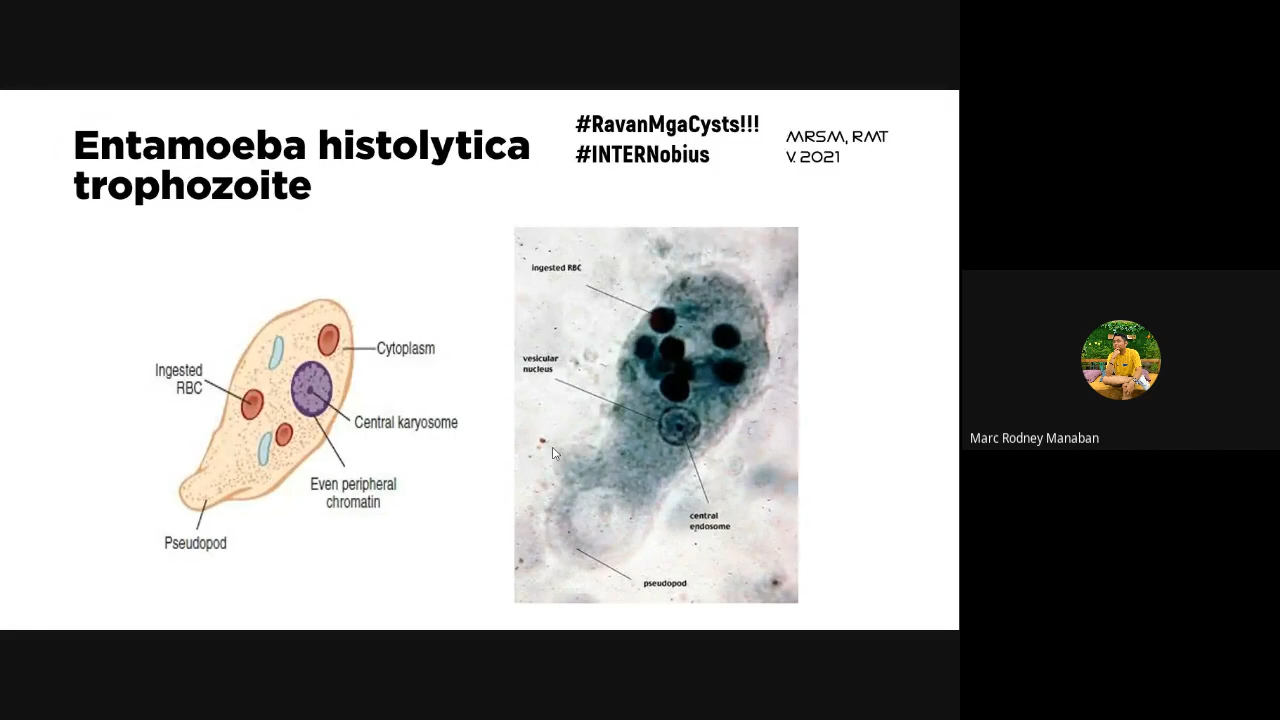 Entamoeba histolytica
trophozoite
#RavanMgaCysts!!!
#INTERNobius
MRSM, RMT
V. 2021
Ingested
RBC
Cytoplasm
Central karyosome
Even peripheral
chromatin
Pseudopod
ingested RBC
vesicular
nucleus
central
endosome
pseudopod
Marc Rodney Manaban